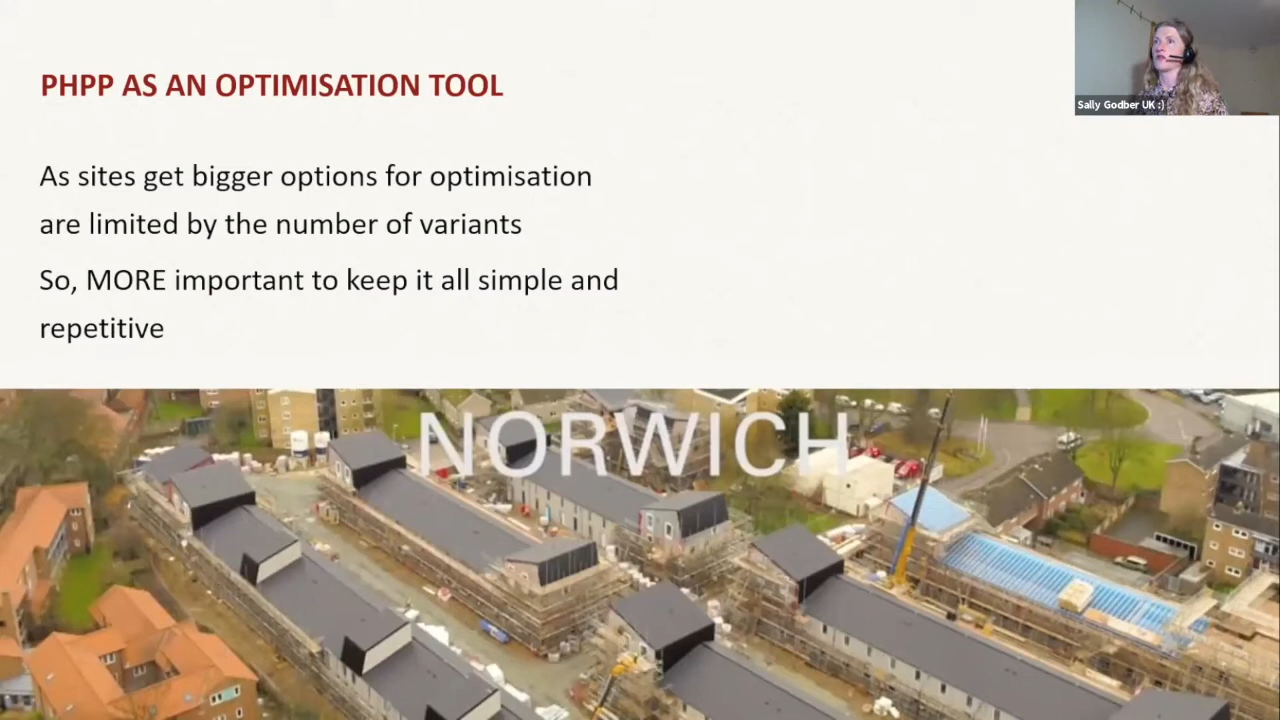 PHPP AS AN OPTIMISATION TOOL
Sally Godber UK :)
As sites get bigger options for optimisation
are limited by the number of variants
So, MORE important to keep it all simple and
repetitive
NORWICH